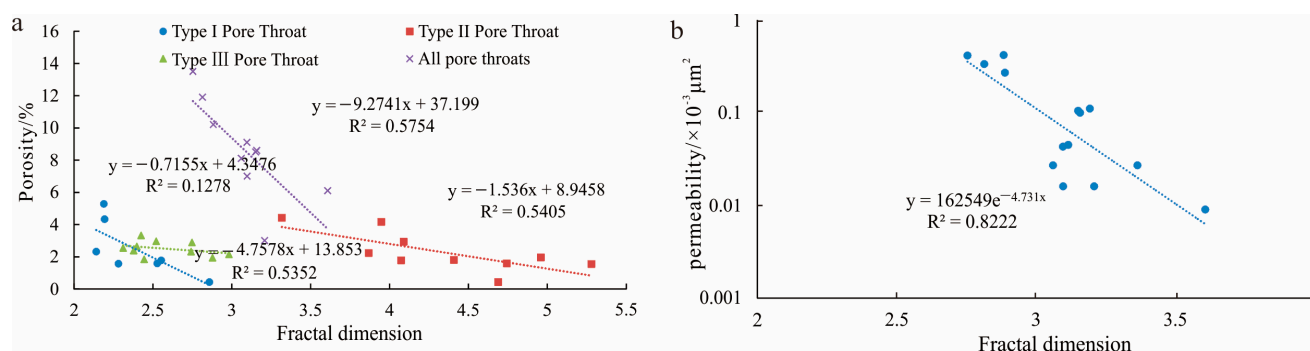 a
Type I Pore Throat
Type II Pore Throat
Type III Pore Throat
All pore throats
16
14
12
10
8
6
4
2
0
Porosity/%
y =−9.2741x + 37.199
R² = 0.5754
y =−0.7155x + 4.3476
R² = 0.1278
y =−1.536x + 8.9458
R² = 0.5405
y =−4.7578x + 13.853
R² = 0.5352
2 2.5 3 3.5 4 4.5 5 5.5
Fractal dimension
b
1
0.1
0.01
0.001
permeability/×10⁻³μm²
y = 162549e⁻⁴·⁷³¹ˣ
R² = 0.8222
2 2.5 3 3.5
Fractal dimension